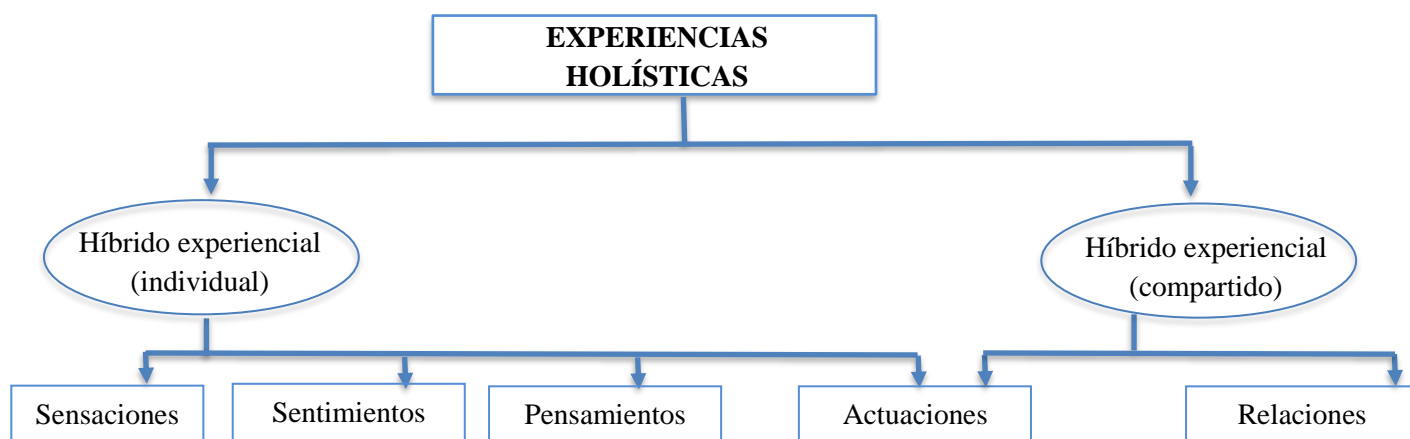 EXPERIENCIAS
HOLÍSTICAS
Híbrido experiencial
(individual)
Híbrido experiencial
(compartido)
Sensaciones
Sentimientos
Pensamientos
Actuaciones
Relaciones